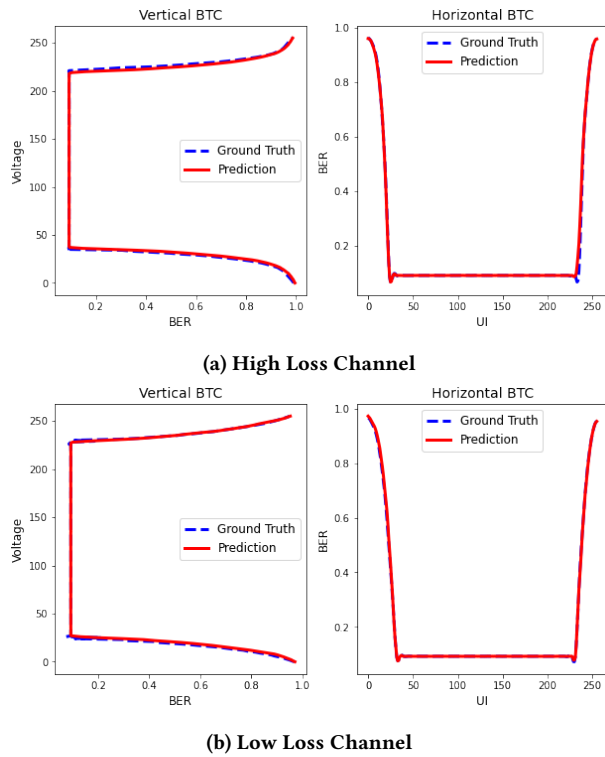 Vertical BTC
Horizontal BTC
250
200
150
100
50
0
Voltage
0.2
0.4
0.6
0.8
1.0
BER
Ground Truth
Prediction
1.0
0.8
0.6
0.4
0.2
BER
0
50
100
150
200
250
UI
Ground Truth
Prediction
(a) High Loss Channel
Vertical BTC
Horizontal BTC
250
200
150
100
50
0
Voltage
0.2
0.4
0.6
0.8
1.0
BER
Ground Truth
Prediction
1.0
0.8
0.6
0.4
0.2
BER
0
50
100
150
200
250
UI
Ground Truth
Prediction
(b) Low Loss Channel